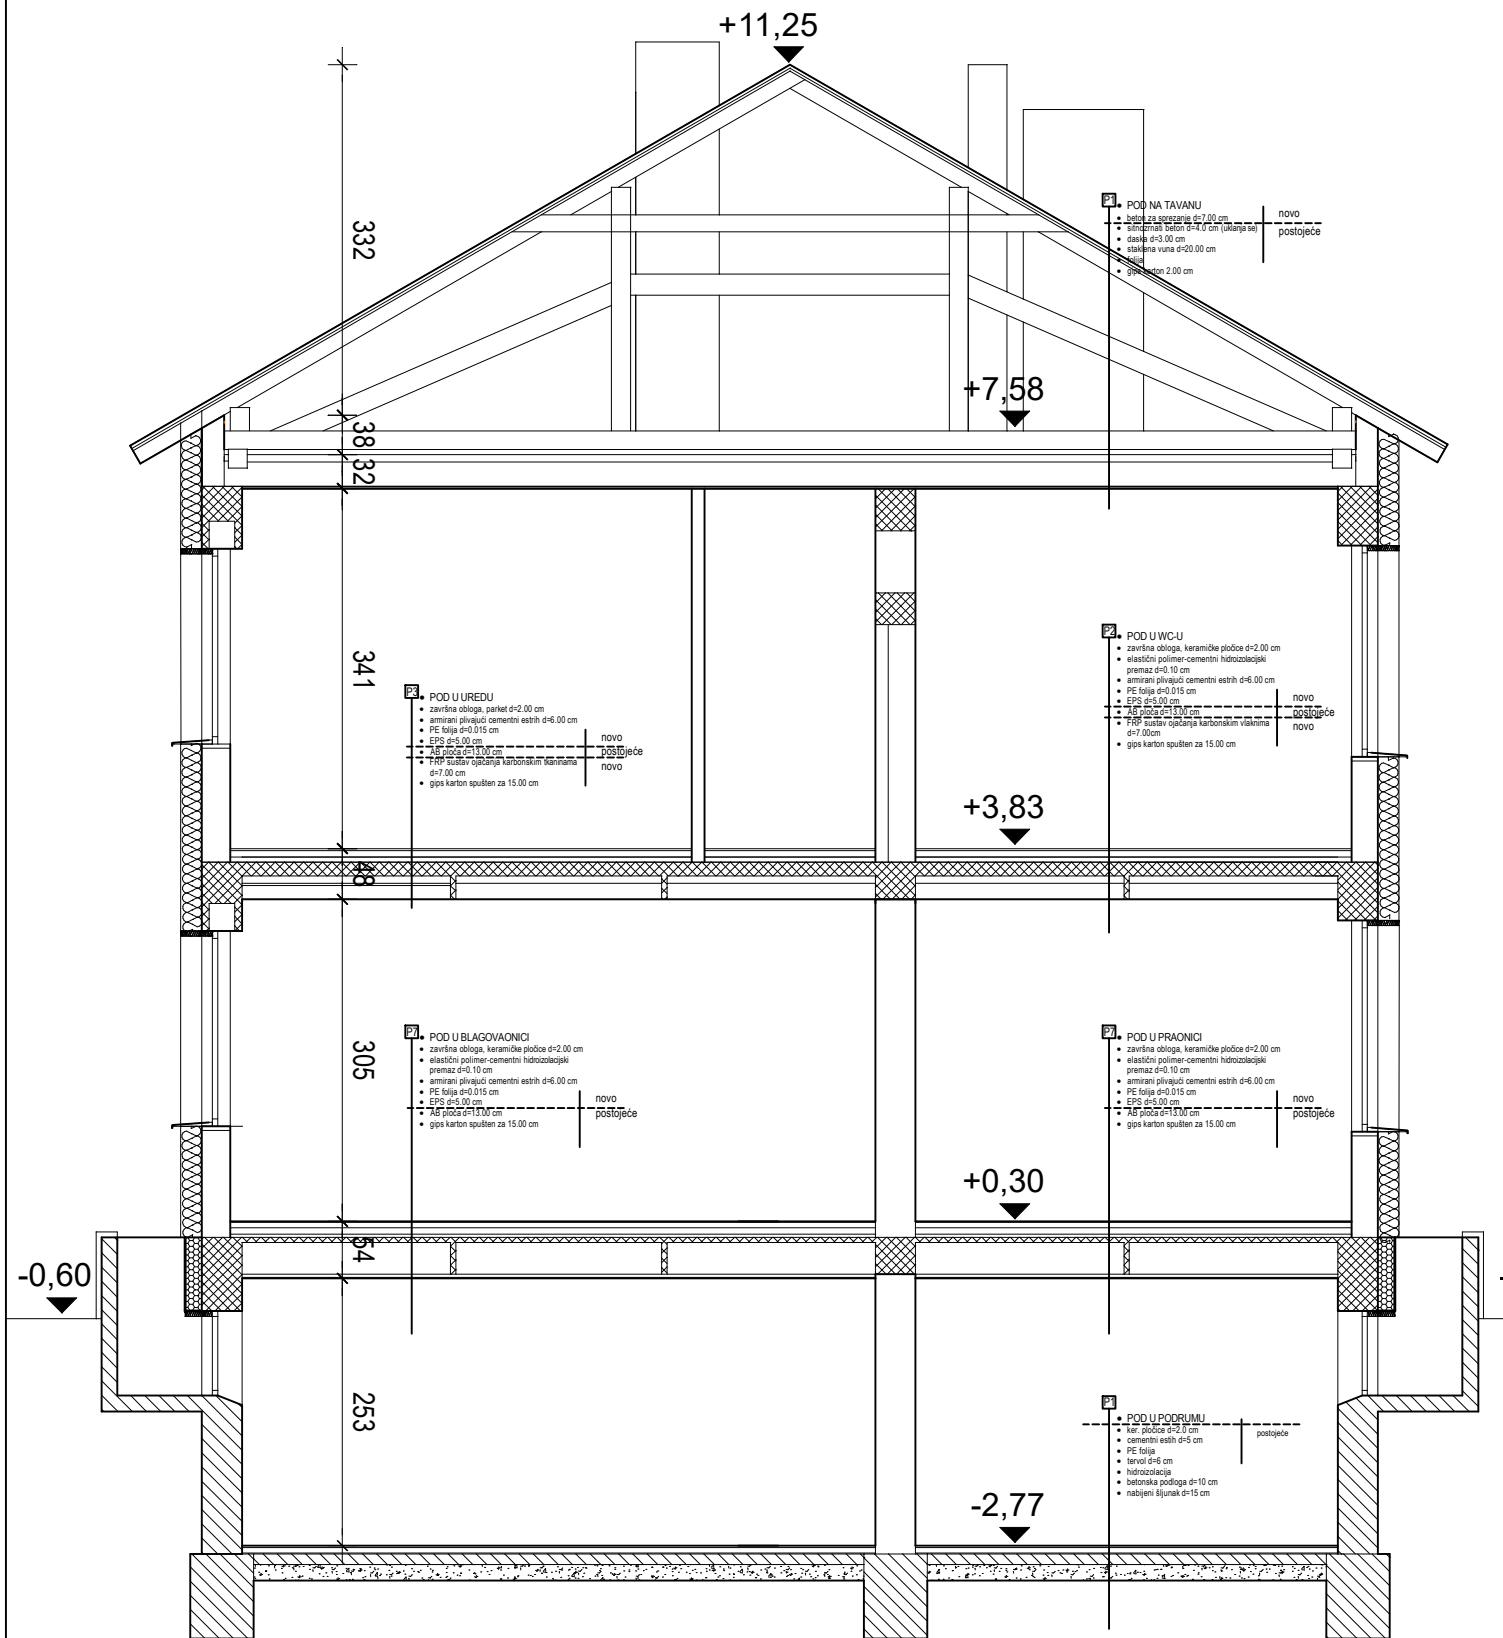 +11,25
332
P1
POD NA TAVANU
beton za sprezanje d=7.00 cm
sitnozrnati beton d=4.0 cm (uklanja se)
daska d=3.00 cm
staklena vuna d=20.00 cm
folija
gips karton 2.00 cm
novo
postojeće
+7,58
38
32
341
P3
POD U UREDU
završna obloga, parket d=2.00 cm
armirani plivajući cementni estrih d=6.00 cm
PE folija d=0.015 cm
EPS d=5.00 cm
AB ploča d=13.00 cm
FRP sustav ojačanja karbonskim tkaninama
d=7.00 cm
gips karton spušten za 15.00 cm
novo
postojeće
novo
P2
POD U WC-U
završna obloga, keramičke pločice d=2.00 cm
elastični polimer-cementni hidroizolacijski
premaz d=0.10 cm
armirani plivajući cementni estrih d=6.00 cm
PE folija d=0.015 cm
EPS d=5.00 cm
AB ploča d=13.00 cm
FRP sustav ojačanja karbonskim vlaknima
d=7.00cm
gips karton spušten za 15.00 cm
novo
postojeće
novo
+3,83
48
305
P7
POD U BLAGOVAONICI
završna obloga, keramičke pločice d=2.00 cm
elastični polimer-cementni hidroizolacijski
premaz d=0.10 cm
armirani plivajući cementni estrih d=6.00 cm
PE folija d=0.015 cm
EPS d=5.00 cm
AB ploča d=13.00 cm
gips karton spušten za 15.00 cm
novo
postojeće
P7
POD U PRAONICI
završna obloga, keramičke pločice d=2.00 cm
elastični polimer-cementni hidroizolacijski
premaz d=0.10 cm
armirani plivajući cementni estrih d=6.00 cm
PE folija d=0.015 cm
EPS d=5.00 cm
AB ploča d=13.00 cm
gips karton spušten za 15.00 cm
novo
postojeće
+0,30
54
-0,60
253
P1
POD U PODRUMU
ker. pločice d=2.0 cm
cementni estih d=5 cm
PE folija
tervol d=6 cm
hidroizolacija
betonska podloga d=10 cm
nabijeni šljunak d=15 cm
postojeće
-2,77